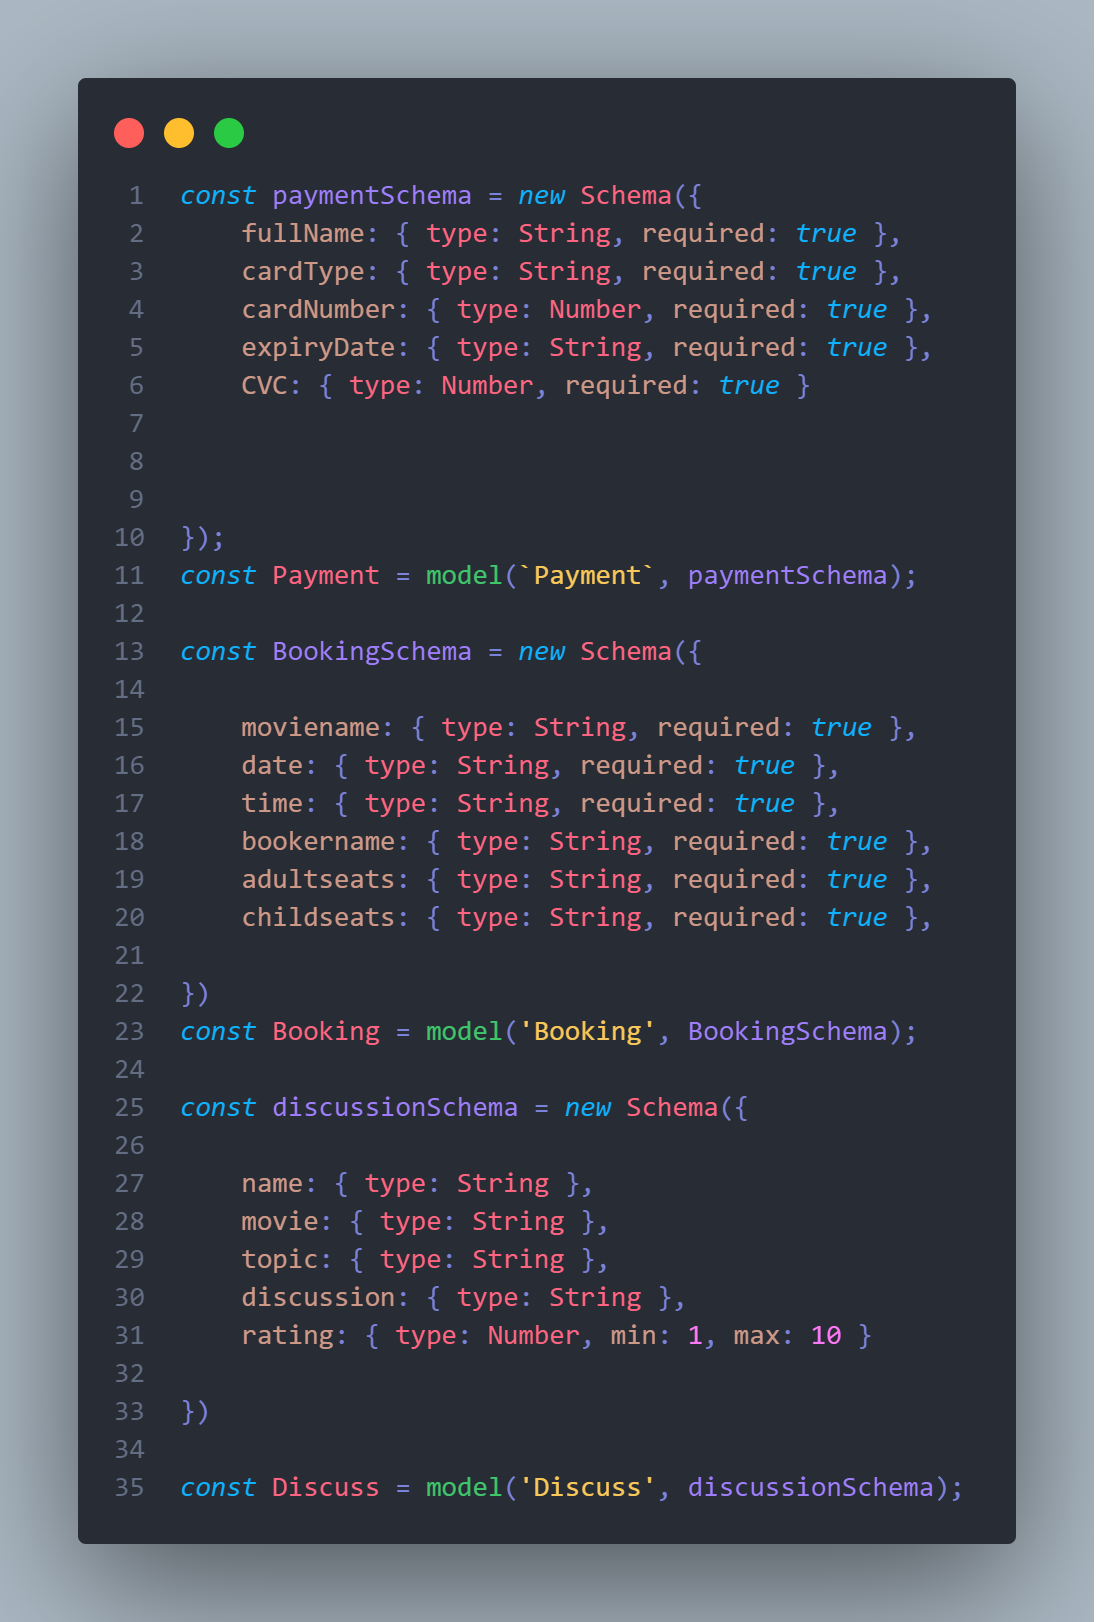 1 const paymentSchema = new Schema({
2     fullName: { type: String, required: true },
3     cardType: { type: String, required: true },
4     cardNumber: { type: Number, required: true },
5     expiryDate: { type: String, required: true },
6     CVC: { type: Number, required: true }
7
8
9
10 });
11 const Payment = model(`Payment`, paymentSchema);
12
13 const BookingSchema = new Schema({
14
15     moviename: { type: String, required: true },
16     date: { type: String, required: true },
17     time: { type: String, required: true },
18     bookername: { type: String, required: true },
19     adultseats: { type: String, required: true },
20     childseats: { type: String, required: true },
21
22 })
23 const Booking = model('Booking', BookingSchema);
24
25 const discussionSchema = new Schema({
26
27     name: { type: String },
28     movie: { type: String },
29     topic: { type: String },
30     discussion: { type: String },
31     rating: { type: Number, min: 1, max: 10 }
32
33 })
34
35 const Discuss = model('Discuss', discussionSchema);